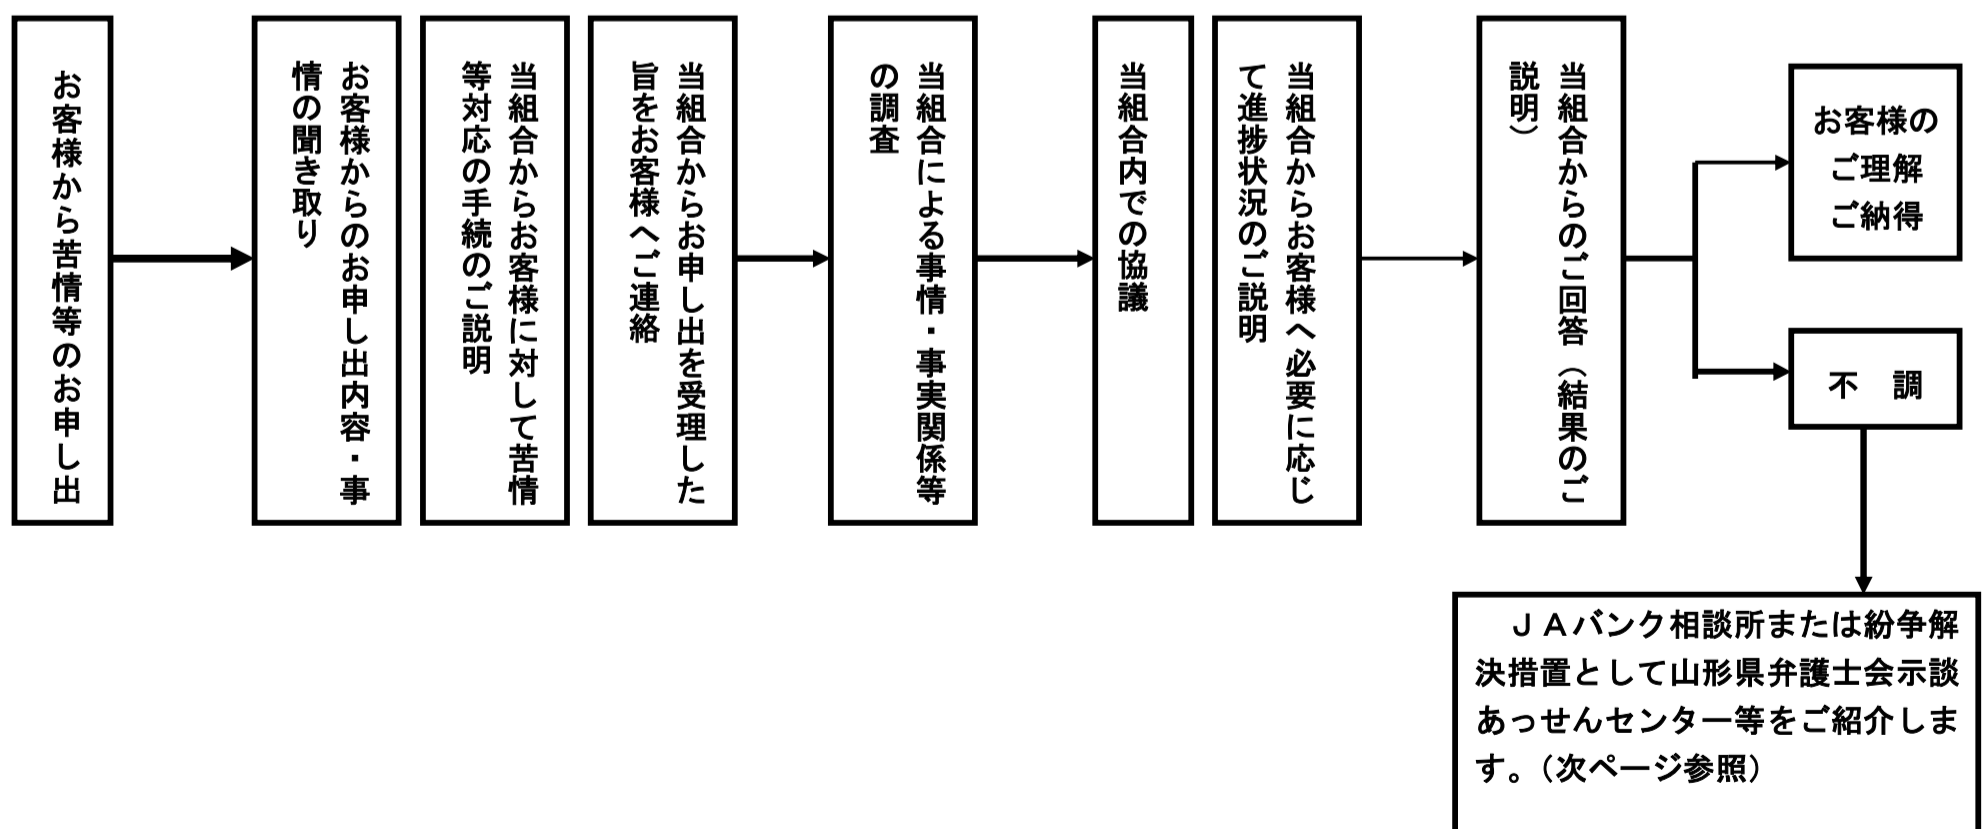 お客様から苦情等のお申し出
お客様からのお申し出内容・事
情の聞き取り
当組合からお客様に対して苦情
等対応の手続のご説明
当組合からお申し出を受理した
旨をお客様へご連絡
当組合による事情・事実関係等
の調査
当組合内での協議
当組合からお客様へ必要に応じ
て進捗状況のご説明
当組合からのご回答（結果のご
説明）
お客様の
ご理解
ご納得
不　調
　ＪＡバンク相談所または紛争解
決措置として山形県弁護士会示談
あっせんセンター等をご紹介しま
す。（次ページ参照）